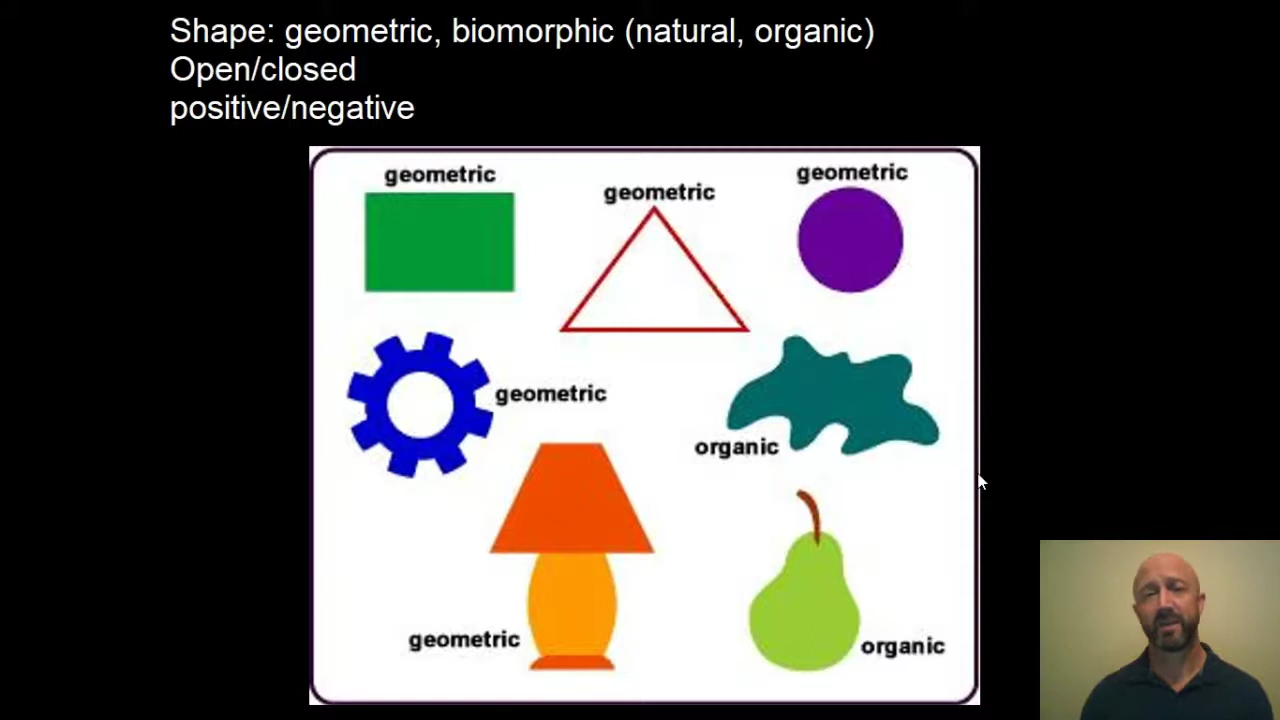 Shape: geometric, biomorphic (natural, organic)
Open/closed
positive/negative
geometric
geometric
geometric
geometric
organic
geometric
organic